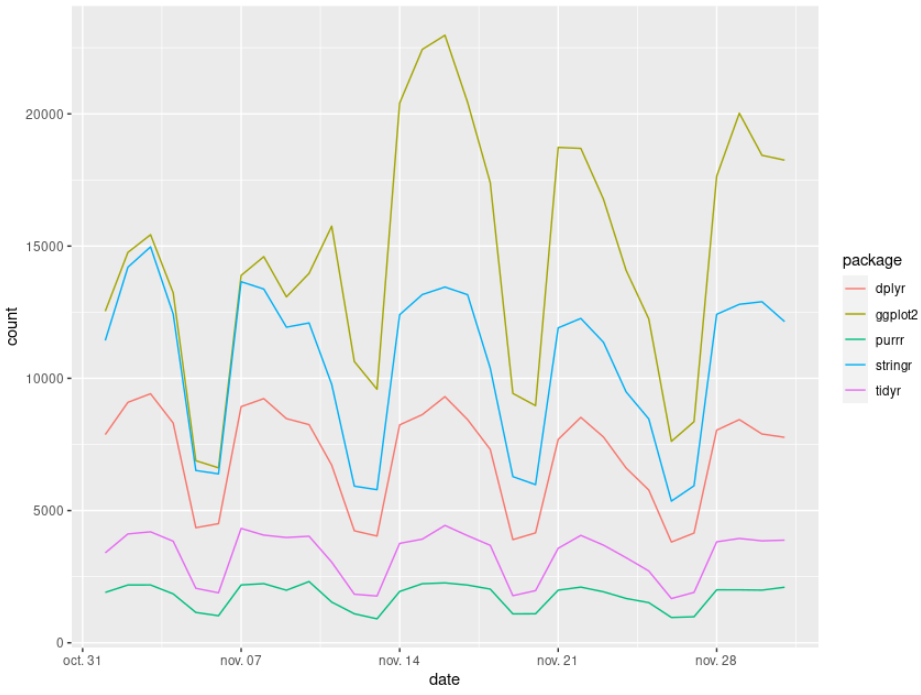 20000
15000
10000
5000
0
count
oct. 31
nov. 07
nov. 14
nov. 21
nov. 28
date
package
dplyr
ggplot2
purrr
stringr
tidyr